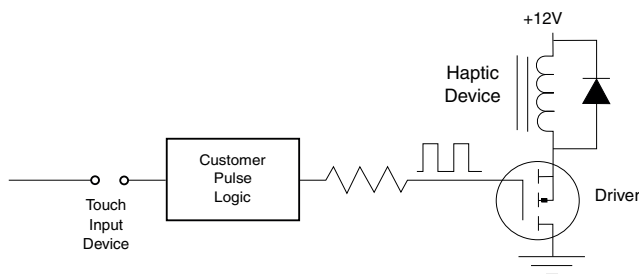 +12V
Haptic
Device
Customer
Pulse
Logic
Touch
Input
Device
Driver